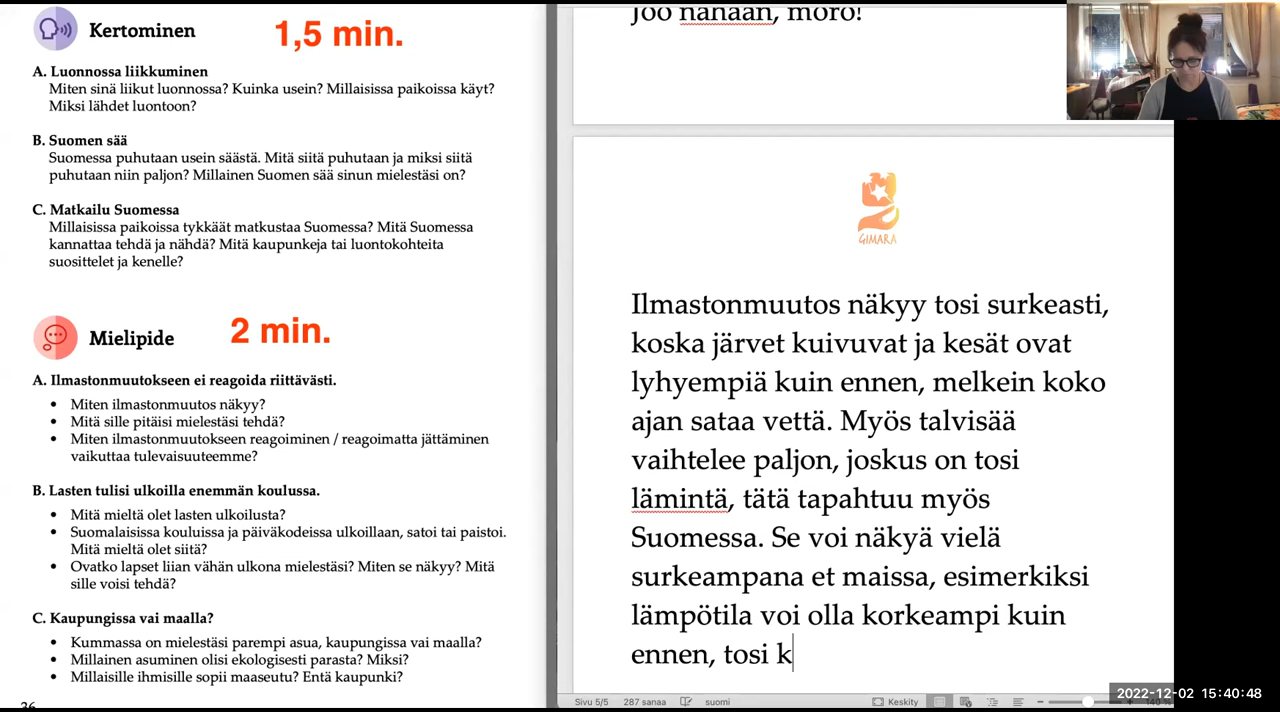 Kertominen
1,5 min.
A. Luonnossa liikkuminen
Miten sinä liikut luonnossa? Kuinka usein? Millaisissa paikoissa käyt?
Miksi lähdet luontoon?
B. Suomen sää
Suomessa puhutaan usein säästä. Mitä siitä puhutaan ja miksi siitä
puhutaan niin paljon? Millainen Suomen sää sinun mielestäsi on?
C. Matkailu Suomessa
Millaisissa paikoissa tykkäät matkustaa Suomessa? Mitä Suomessa
kannattaa tehdä ja nähdä? Mitä kaupunkeja tai luontokohteita
suosittelet ja kenelle?
Mielipide
2 min.
A. Ilmastonmuutokseen ei reagoida riittävästi.
• Miten ilmastonmuutos näkyy?
• Mitä sille pitäisi mielestäsi tehdä?
• Miten ilmastonmuutokseen reagoiminen / reagoimatta jättäminen
vaikuttaa tulevaisuuteemme?
B. Lasten tulisi ulkoilla enemmän koulussa.
• Mitä mieltä olet lasten ulkoilusta?
• Suomalaisissa kouluissa ja päiväkodeissa ulkoillaan, satoi tai paistoi.
Mitä mieltä olet siitä?
• Ovatko lapset liian vähän ulkona mielestäsi? Miten se näkyy? Mitä
sille voisi tehdä?
C. Kaupungissa vai maalla?
• Kummassa on mielestäsi parempi asua, kaupungissa vai maalla?
• Millainen asuminen olisi ekologisesti parasta? Miksi?
• Millaisille ihmisille sopii maaseutu? Entä kaupunki?
Joo nähään, moro!
GIMARA
Ilmastonmuutos näkyy tosi surkeasti,
koska järvet kuivuvat ja kesät ovat
lyhyempiä kuin ennen, melkein koko
ajan sataa vettä. Myös talvisää
vaihtelee paljon, joskus on tosi
lämintä, tätä tapahtuu myös
Suomessa. Se voi näkyä vielä
surkeampana et maissa, esimerkiksi
lämpötila voi olla korkeampi kuin
ennen, tosi k
Sivu 5/5 287 sanaa suomi Keskity
2022-12-02 15:40:48